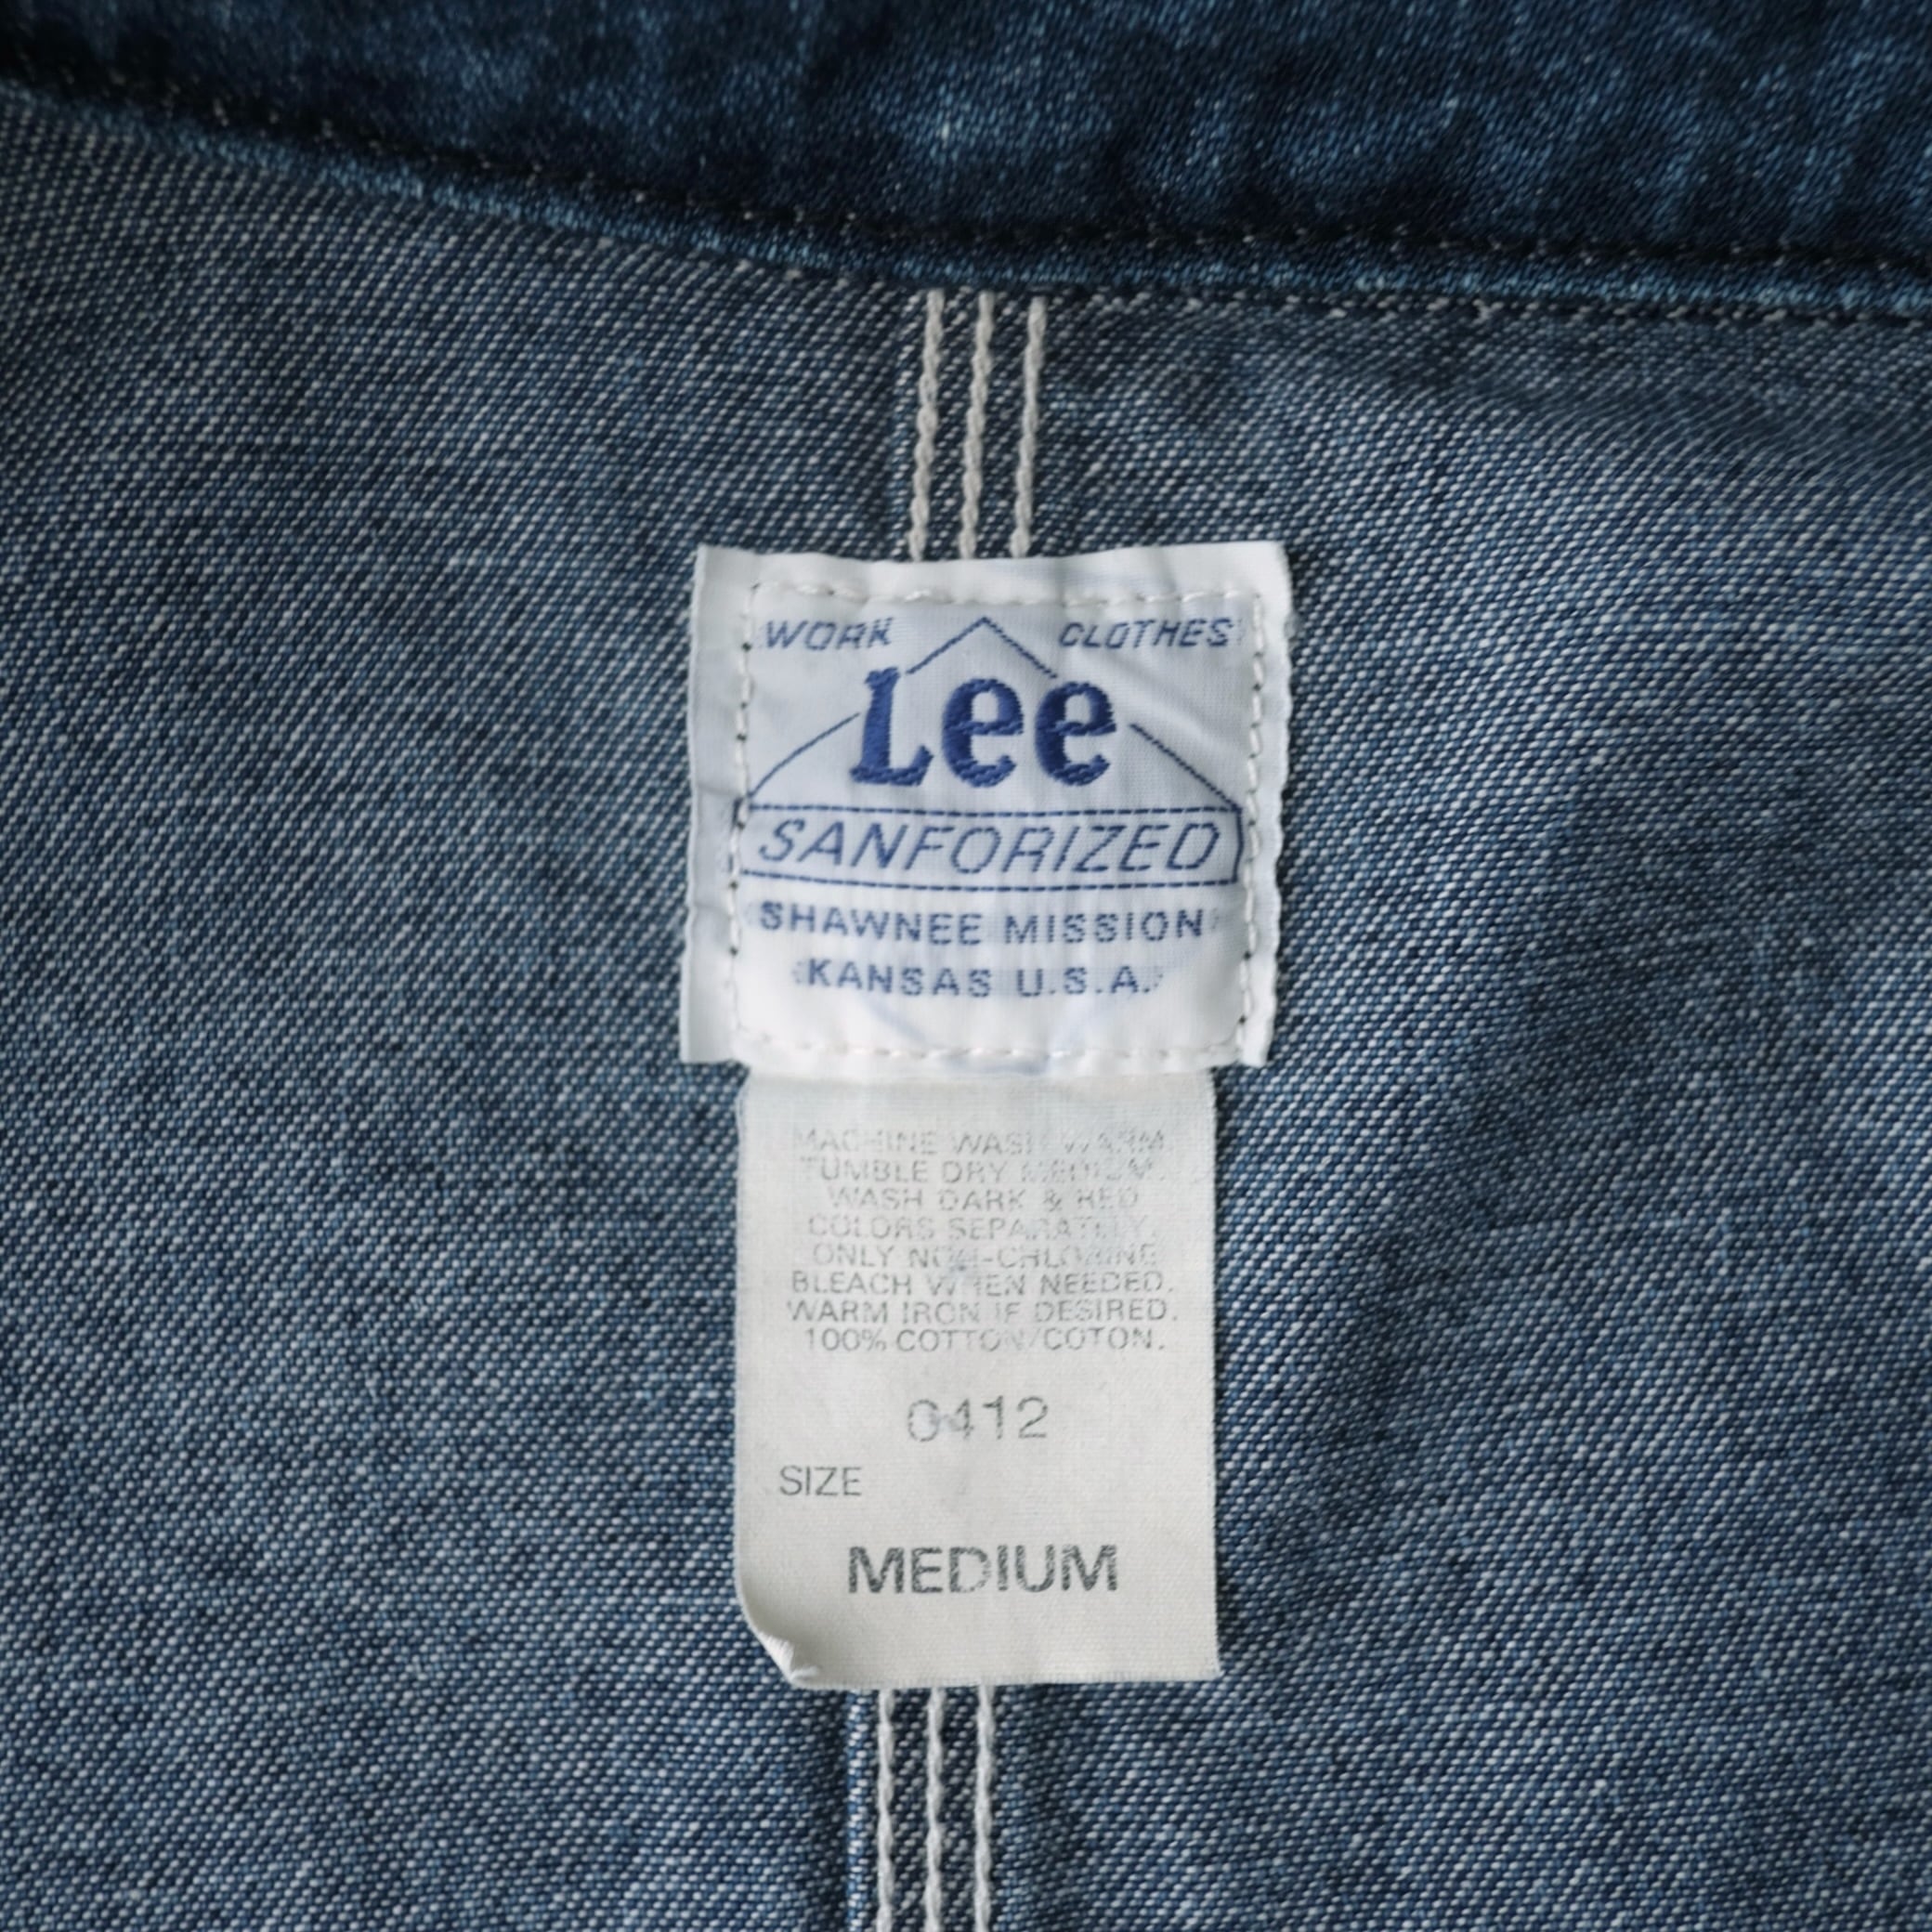 WORK CLOTHES
Lee
SANFORIZED
SHAWNEE MISSION
KANSAS U.S.A.
MACHINE WASH WARM.
TUMBLE DRY MEDIUM.
WASH DARK & RED
COLORS SEPARATELY.
ONLY NON-CHLORINE
BLEACH WHEN NEEDED.
WARM IRON IF DESIRED.
100% COTTON/COTON.
0412
SIZE
MEDIUM